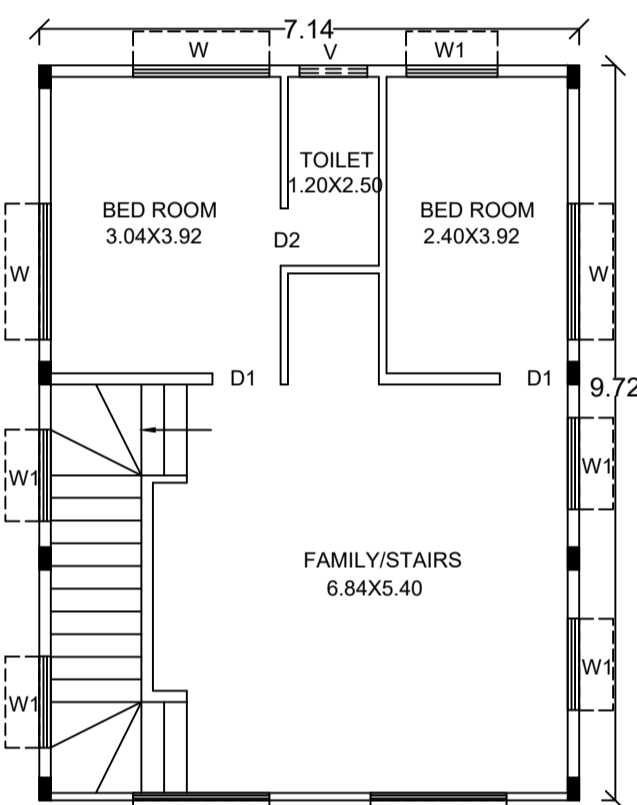 7.14
W
V
W1
TOILET
1.20X2.50
BED ROOM
3.04X3.92
BED ROOM
2.40X3.92
D2
W
W
D1
D1
9.72
W1
W1
FAMILY/STAIRS
6.84X5.40
W1
W1